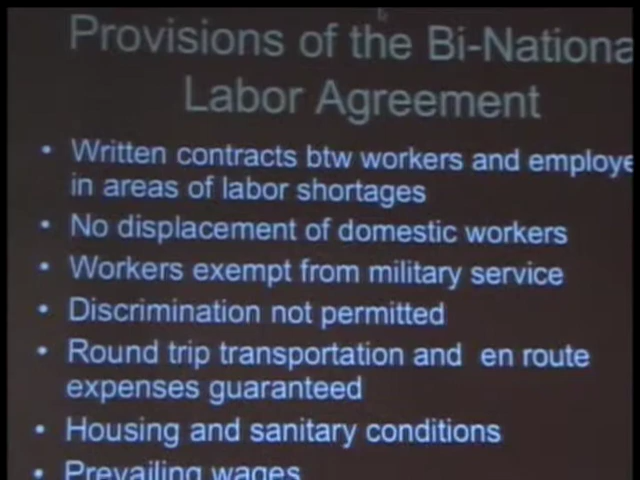 Provisions of the Bi-Nationa
Labor Agreement
• Written contracts btw workers and employe
in areas of labor shortages
• No displacement of domestic workers
• Workers exempt from military service
• Discrimination not permitted
• Round trip transportation and en route
expenses guaranteed
• Housing and sanitary conditions
• Prevailing wages